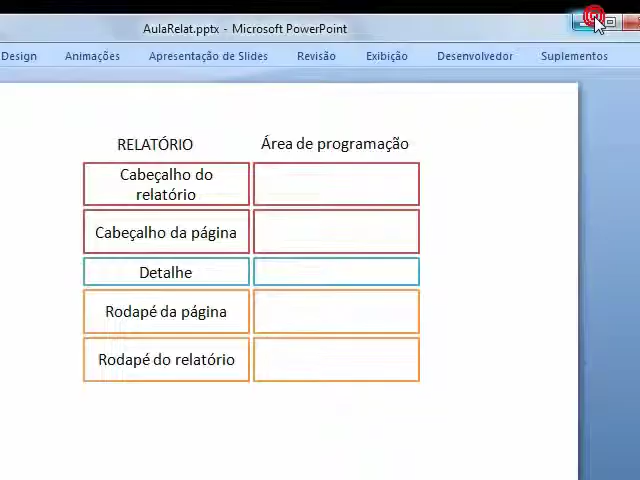 AulaRelat.pptx - Microsoft PowerPoint
Design Animações Apresentação de Slides Revisão Exibição Desenvolvedor Suplementos
RELATÓRIO Área de programação
Cabeçalho do
relatório
Cabeçalho da página
Detalhe
Rodapé da página
Rodapé do relatório